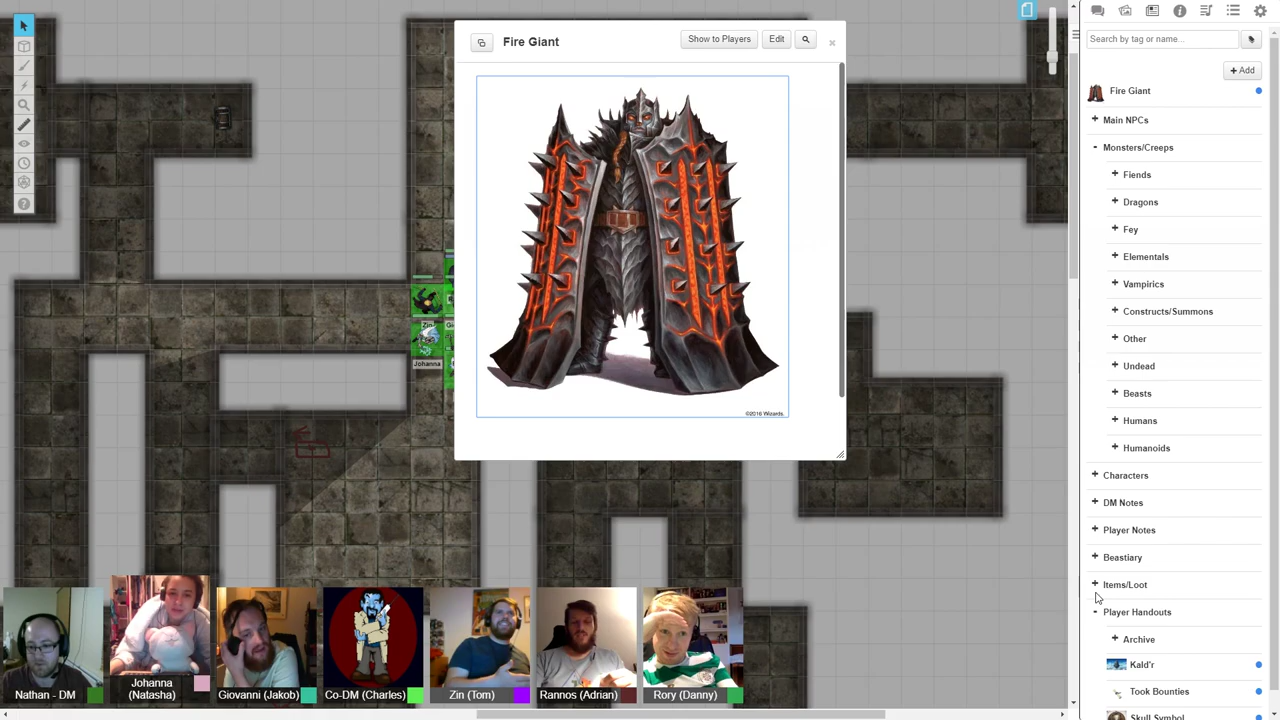 Fire Giant
Show to Players
Edit
×
©2016 Wizards.
Zin
Gi
Johanna
Nathan - DM
Johanna
(Natasha)
Giovanni (Jakob)
Co-DM (Charles)
Zin (Tom)
Rannos (Adrian)
Rory (Danny)
Search by tag or name...
+ Add
Fire Giant
+ Main NPCs
- Monsters/Creeps
+ Fiends
+ Dragons
+ Fey
+ Elementals
+ Vampirics
+ Constructs/Summons
+ Other
+ Undead
+ Beasts
+ Humans
+ Humanoids
+ Characters
+ DM Notes
+ Player Notes
+ Beastiary
+ Items/Loot
- Player Handouts
+ Archive
Kald'r
Took Bounties
Skull Symbol